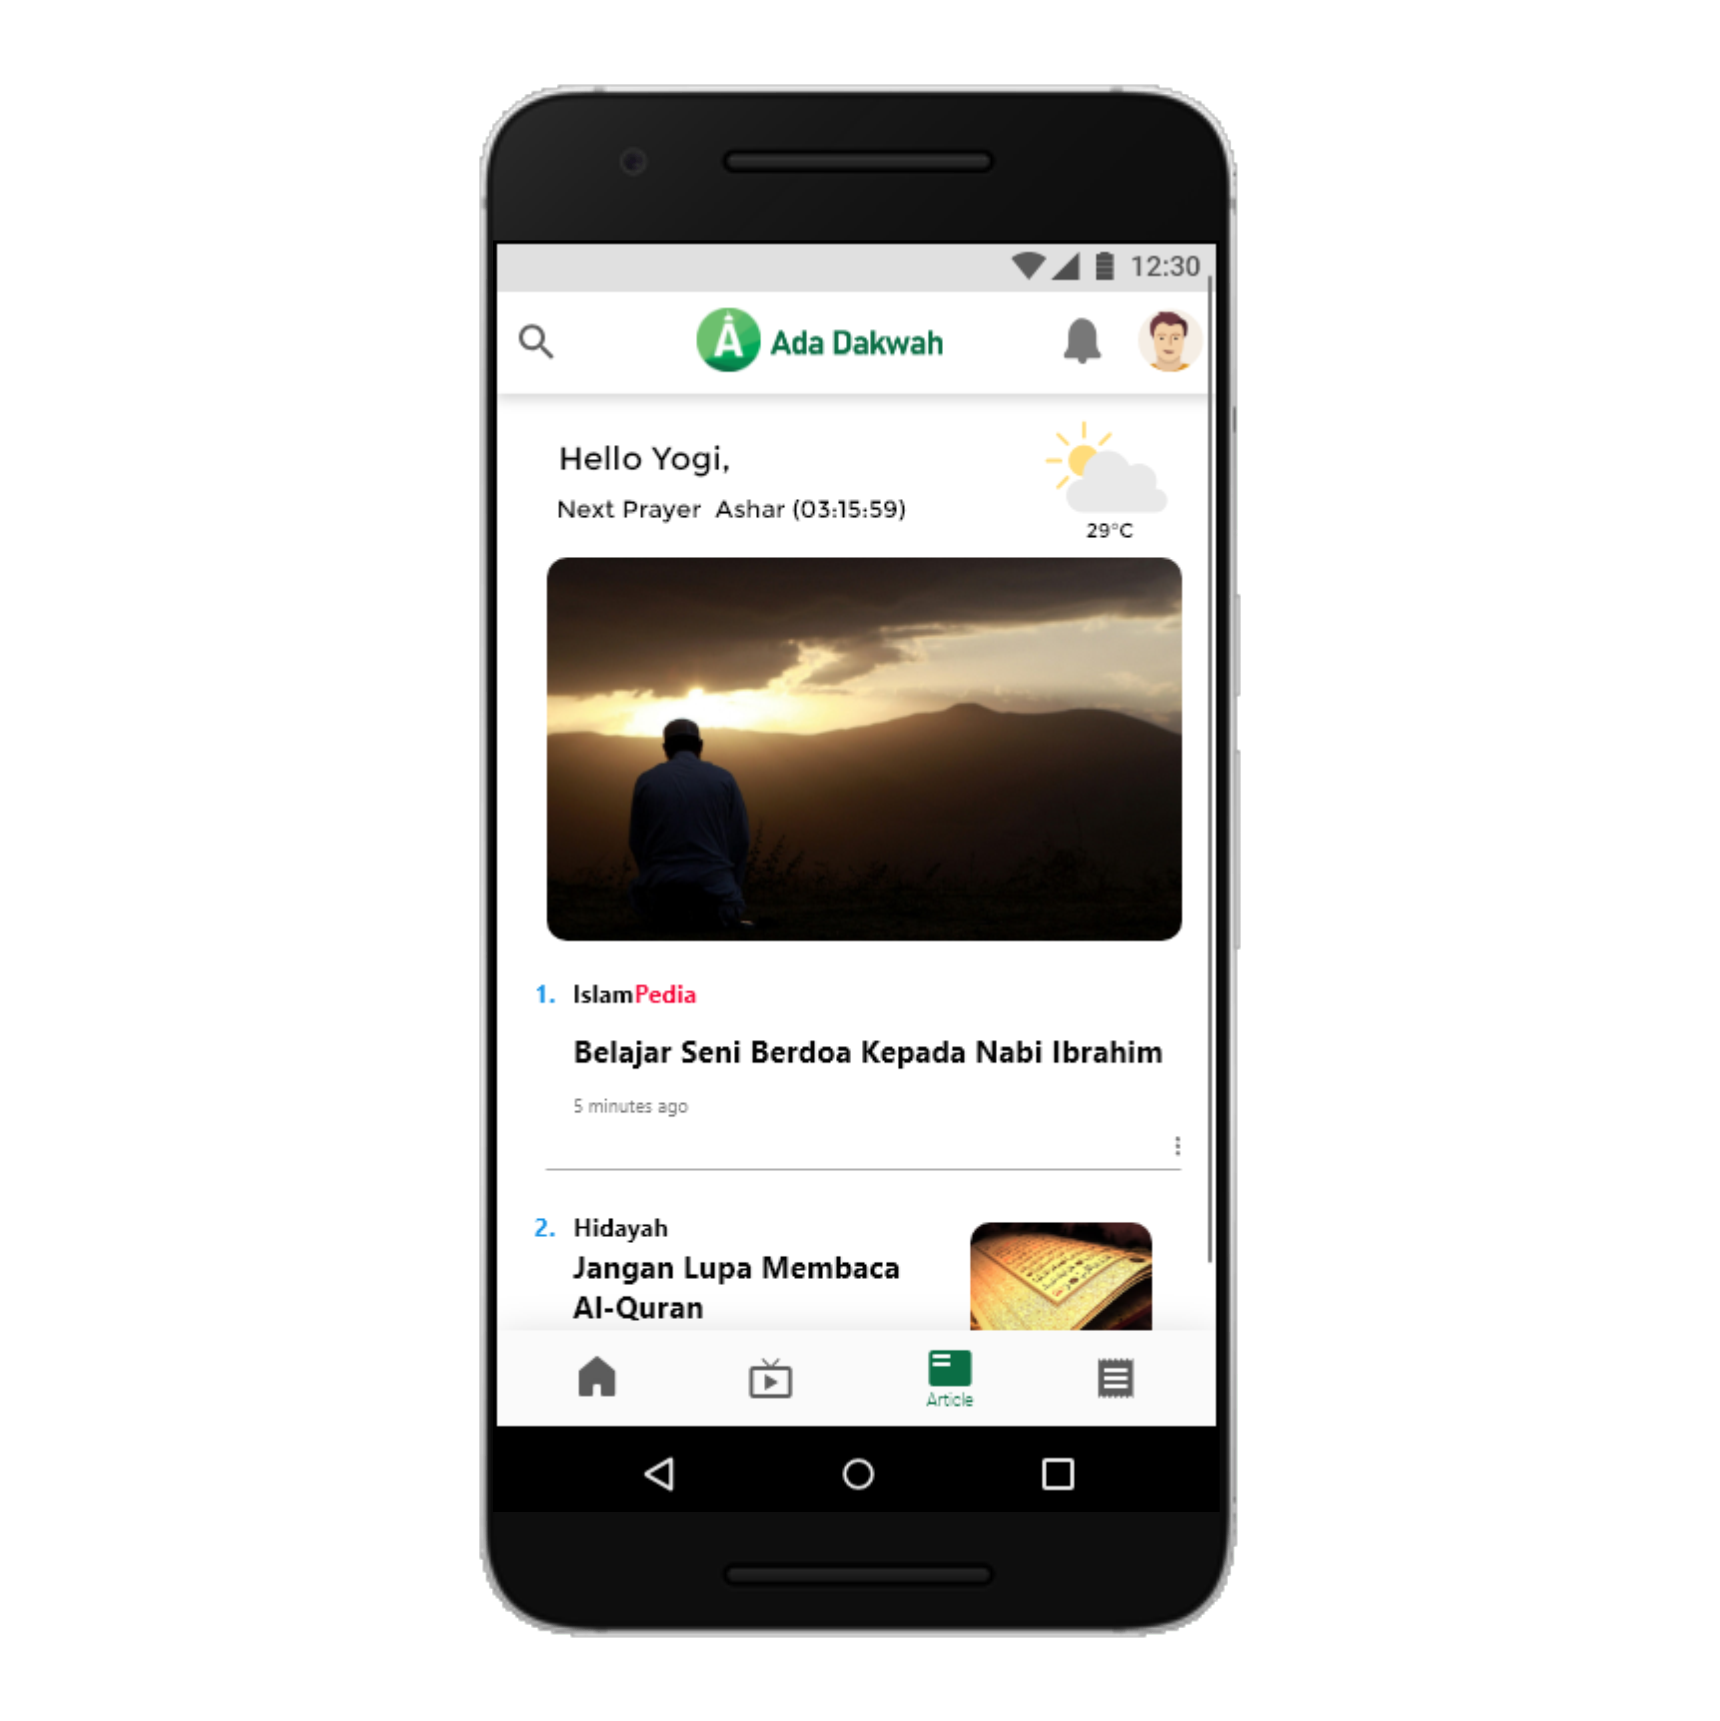 12:30
Ada Dakwah
Hello Yogi,
Next Prayer Ashar (03:15:59)
29°C
1. IslamPedia
Belajar Seni Berdoa Kepada Nabi Ibrahim
5 minutes ago
2. Hidayah
Jangan Lupa Membaca
Al-Quran
Article